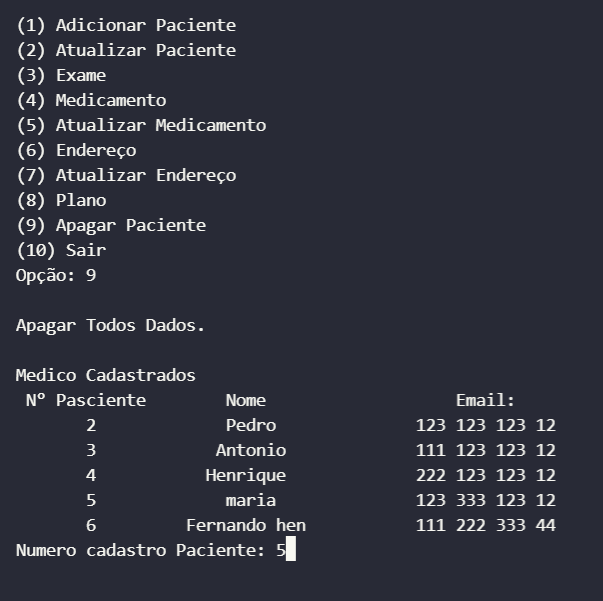 (1) Adicionar Paciente
(2) Atualizar Paciente
(3) Exame
(4) Medicamento
(5) Atualizar Medicamento
(6) Endereço
(7) Atualizar Endereço
(8) Plano
(9) Apagar Paciente
(10) Sair
Opção: 9
Apagar Todos Dados.
Medico Cadastrados
Nº Pasciente Nome Email:
2 Pedro 123 123 123 12
3 Antonio 111 123 123 12
4 Henrique 222 123 123 12
5 maria 123 333 123 12
6 Fernando hen 111 222 333 44
Numero cadastro Paciente: 5